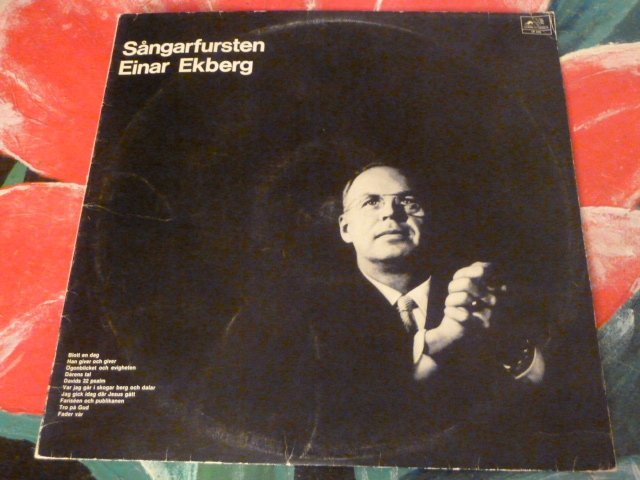 Sångarfursten
Einar Ekberg
Blott en dag
Han giver och giver
Ögonblicket och evigheten
Dårens tal
Davids 22 psalm
Var jag går i skogar berg och dalar
Jag gick idag där Jesus gått
Fariseen och publikanen
Tro på Gud
Fader vår